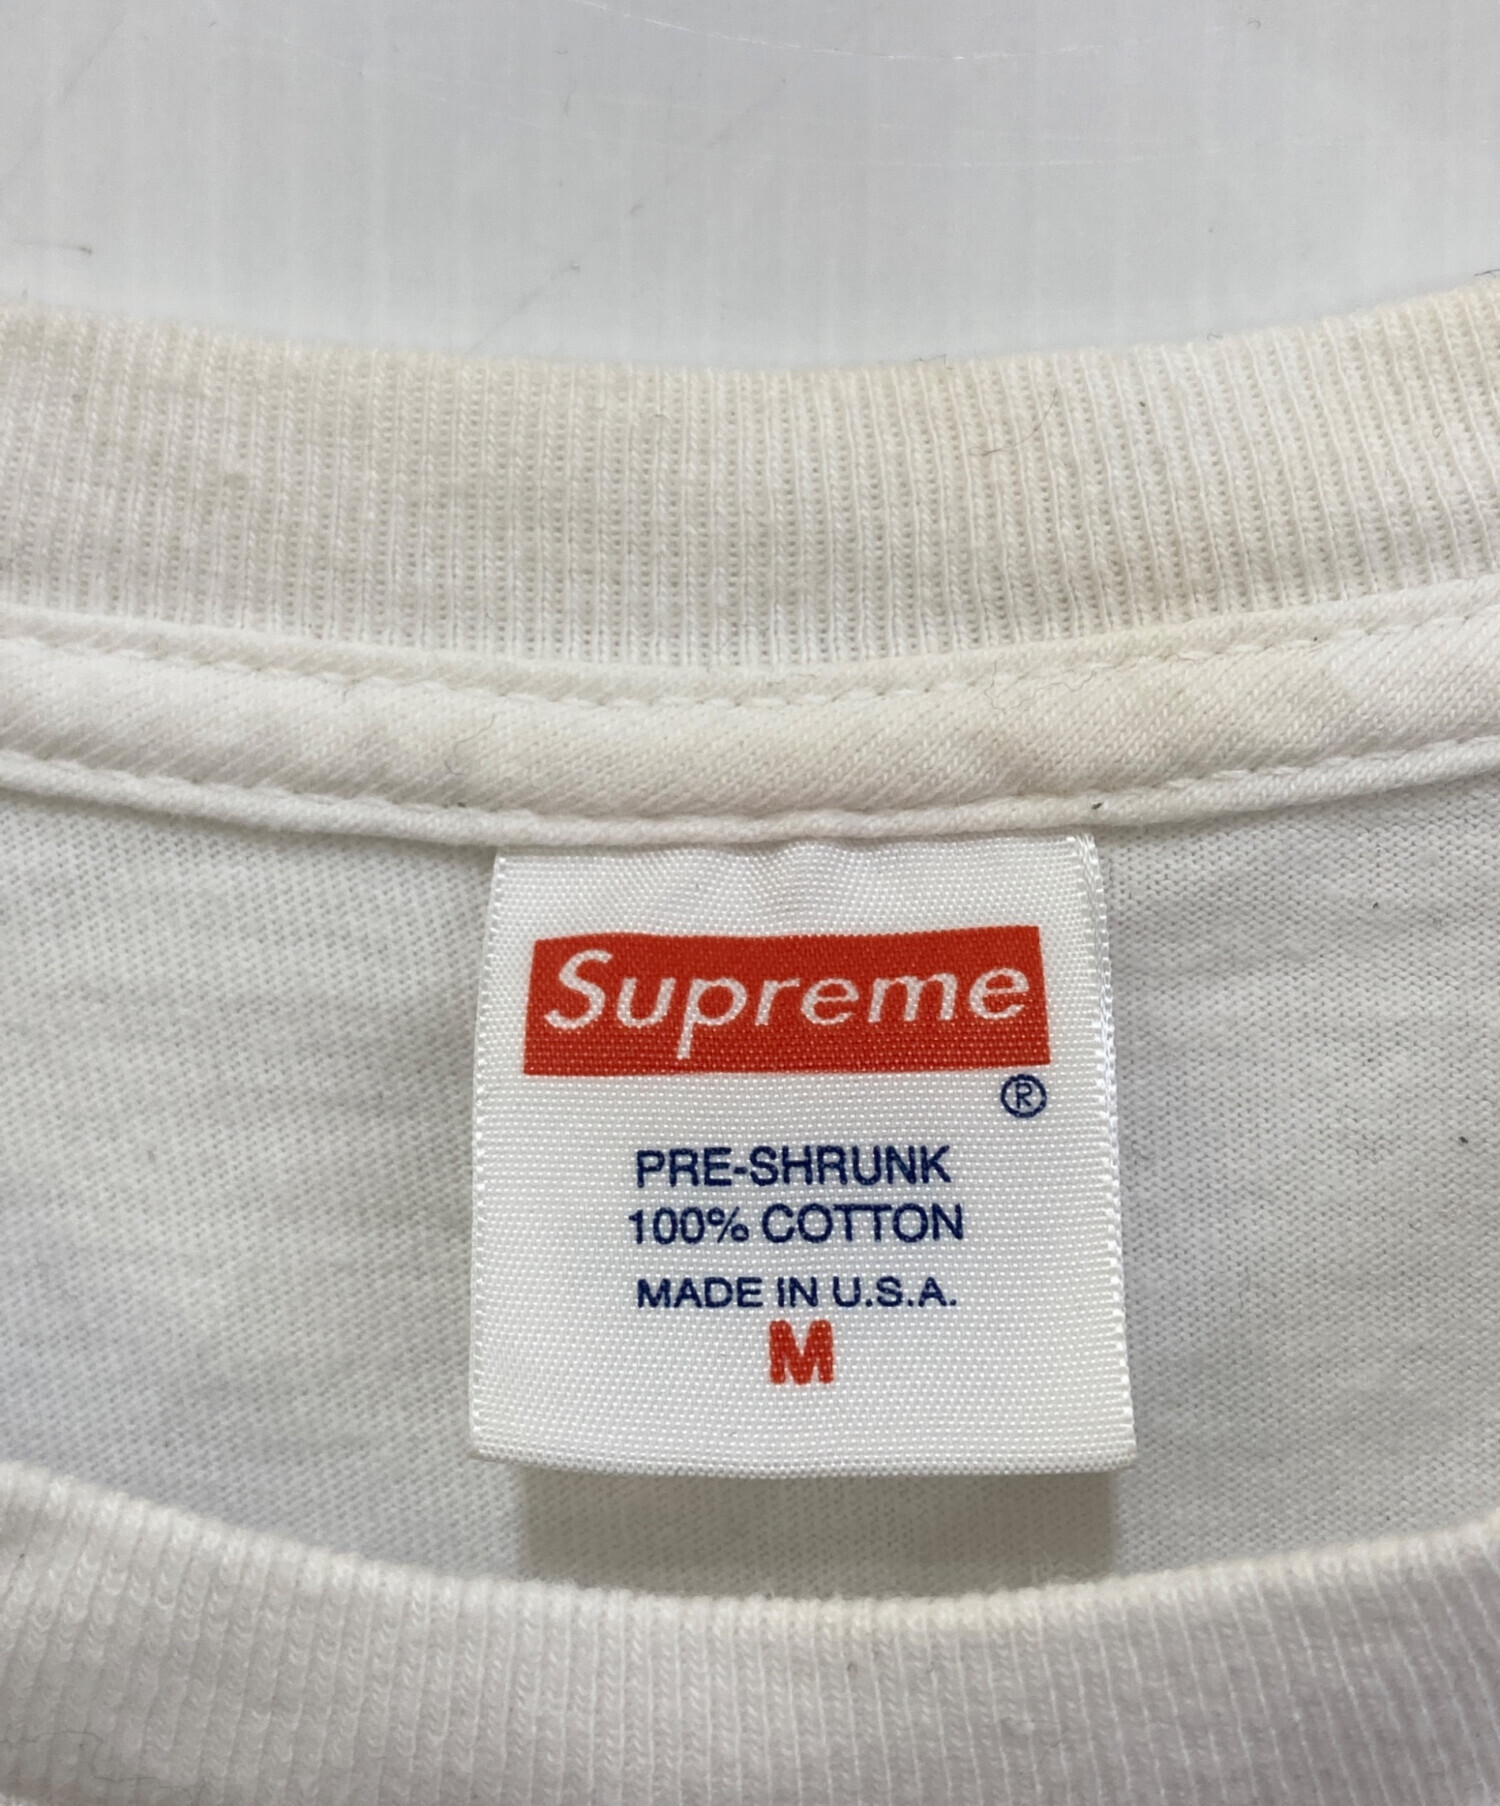 Supreme
®
PRE-SHRUNK
100% COTTON
MADE IN U.S.A.
M